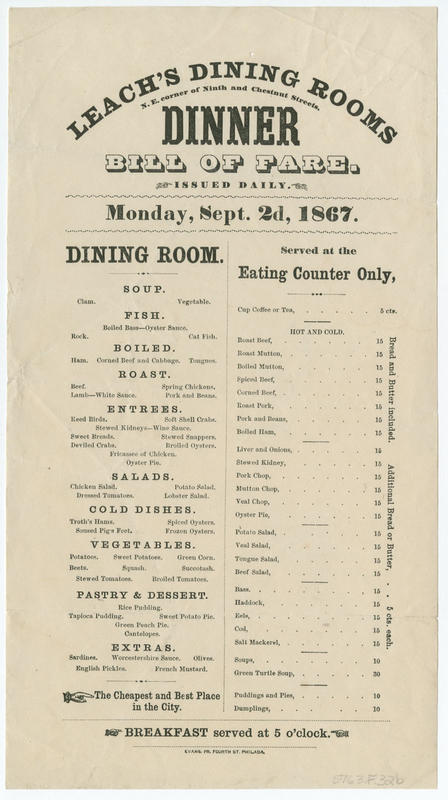 LEACH'S DINING ROOMS
N. E. corner of Ninth and Chestnut Streets.
DINNER
BILL OF FARE.
ISSUED DAILY.
Monday, Sept. 2d, 1867.
DINING ROOM.
SOUP.
Clam. Vegetable.
FISH.
Boiled Bass—Oyster Sauce.
Rock. Cat Fish.
BOILED.
Ham. Corned Beef and Cabbage. Tongues.
ROAST.
Beef. Spring Chickens.
Lamb—White Sauce. Pork and Beans.
ENTREES.
Reed Birds. Soft Shell Crabs.
Stewed Kidneys—Wine Sauce.
Sweet Breads. Stewed Snappers.
Deviled Crabs. Broiled Oysters.
Fricassee of Chicken.
Oyster Pie.
SALADS.
Chicken Salad. Potato Salad.
Dressed Tomatoes. Lobster Salad.
COLD DISHES.
Troth's Hams. Spiced Oysters.
Soused Pigs Feet. Frozen Oysters.
VEGETABLES.
Potatoes. Sweet Potatoes. Green Corn.
Beets. Squash. Succotash.
Stewed Tomatoes. Broiled Tomatoes.
PASTRY & DESSERT.
Rice Pudding.
Tapioca Pudding. Sweet Potato Pie.
Green Peach Pie.
Cantelopes.
EXTRAS.
Sardines. Worcestershire Sauce. Olives.
English Pickles. French Mustard.
The Cheapest and Best Place
in the City.
Served at the
Eating Counter Only,
Cup Coffee or Tea, 5 cts.
HOT AND COLD.
Roast Beef, 15
Roast Mutton, 15
Boiled Mutton, 15
Spiced Beef, 15
Corned Beef, 15
Roast Pork, 15
Pork and Beans, 15
Boiled Ham, 15
Liver and Onions, 15
Stewed Kidney, 15
Pork Chop, 15
Mutton Chop, 15
Veal Chop, 15
Oyster Pie, 15
Potato Salad, 15
Veal Salad, 15
Tongue Salad, 15
Beef Salad, 15
Bass, 15
Haddock, 15
Eels, 15
Cod, 15
Salt Mackerel, 15
Soups, 10
Green Turtle Soup, 30
Puddings and Pies, 10
Dumplings, 10
Bread and Butter included. Additional Bread or Butter, 5 cts. each.
BREAKFAST served at 5 o'clock.
EVANS, PR. FOURTH ST. PHILADA.